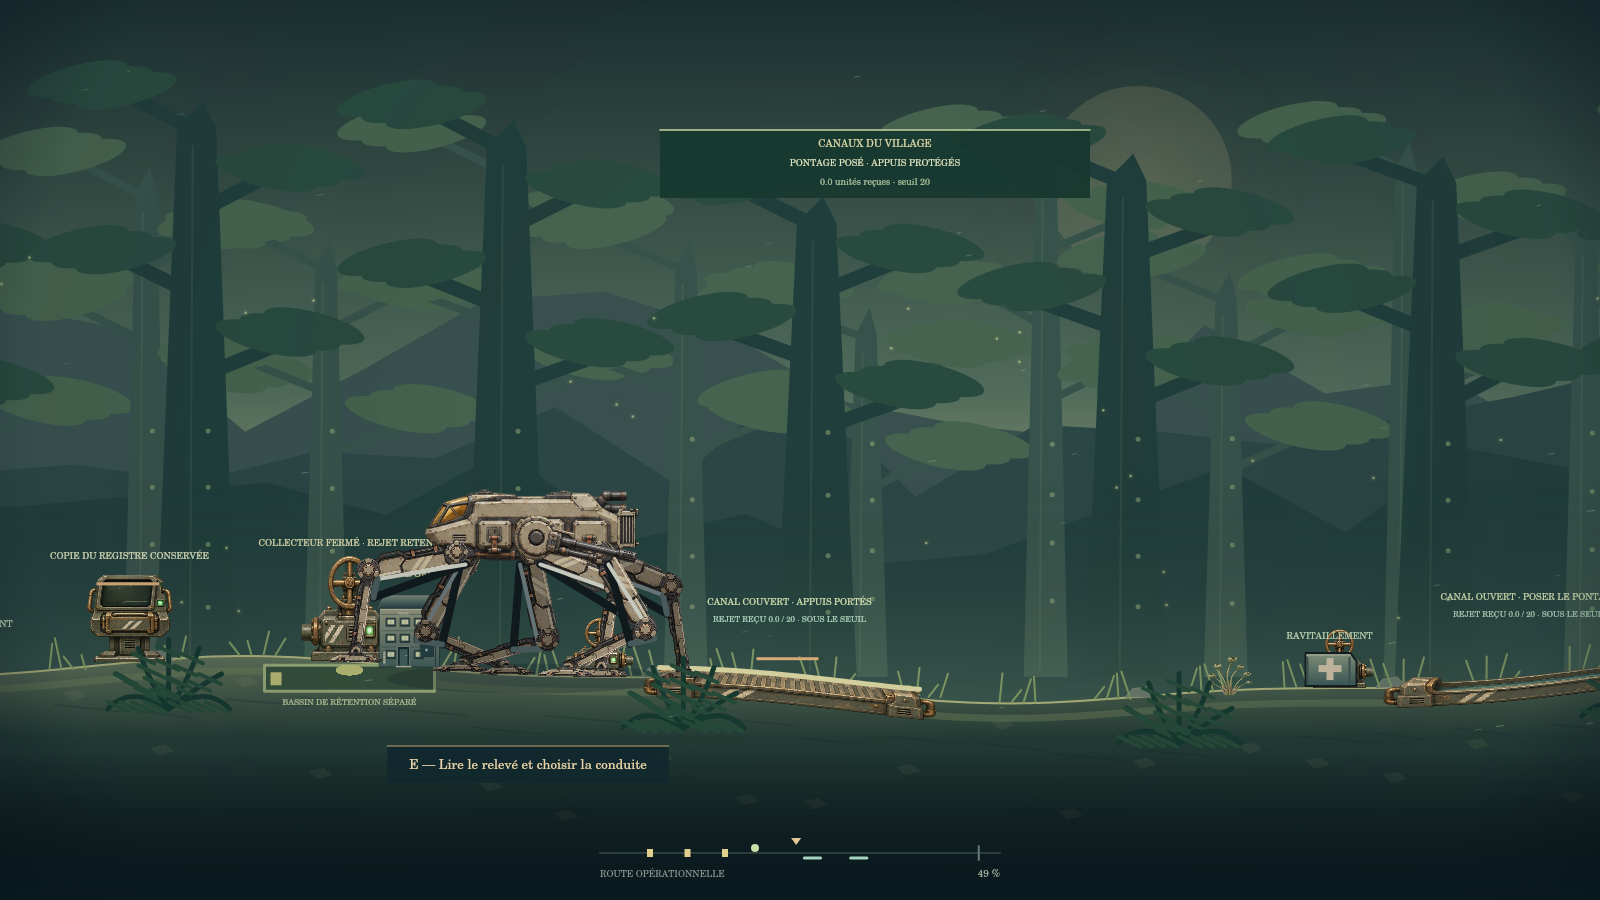 CANAUX DU VILLAGE
PONTAGE POSÉ · APPUIS PROTÉGÉS
0.0 unités reçues · seuil 20
COLLECTEUR FERMÉ · REJET RETEN
COPIE DU REGISTRE CONSERVÉE
CANAL COUVERT · APPUIS PORTÉS
REJET REÇU 0.0 / 20 · SOUS LE SEUIL
CANAL OUVERT · POSER LE PONT
REJET REÇU 0.0 / 20 · SOUS LE SEUI
NT
RAVITAILLEMENT
BASSIN DE RÉTENTION SÉPARÉ
E — Lire le relevé et choisir la conduite
ROUTE OPÉRATIONNELLE
49 %